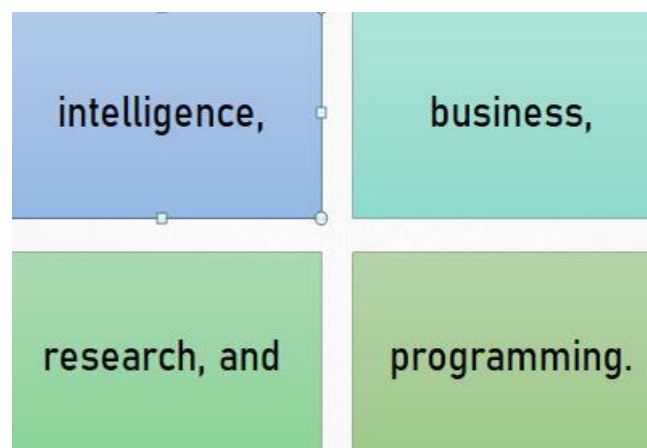 intelligence,
business,
research, and
programming.